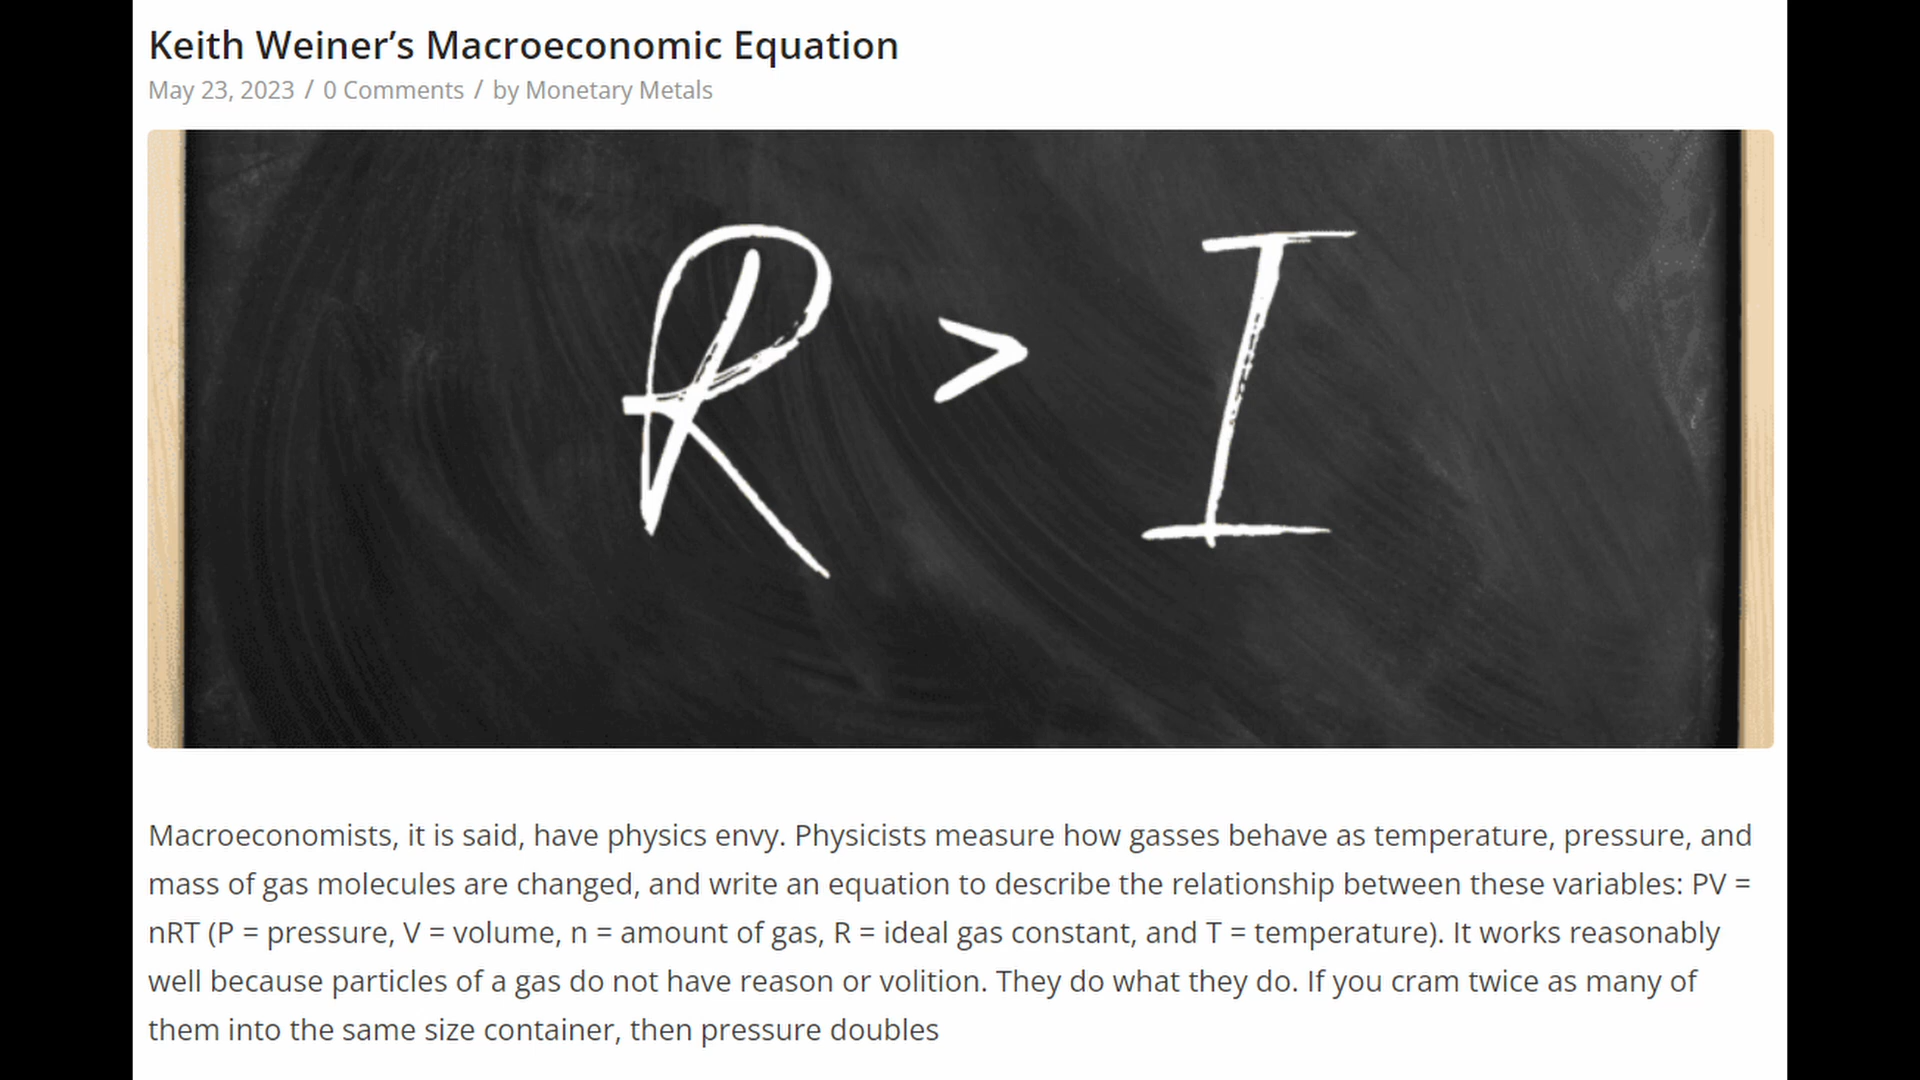 Keith Weiner’s Macroeconomic Equation
May 23, 2023 / 0 Comments / by Monetary Metals
R > I
Macroeconomists, it is said, have physics envy. Physicists measure how gasses behave as temperature, pressure, and
mass of gas molecules are changed, and write an equation to describe the relationship between these variables: PV =
nRT (P = pressure, V = volume, n = amount of gas, R = ideal gas constant, and T = temperature). It works reasonably
well because particles of a gas do not have reason or volition. They do what they do. If you cram twice as many of
them into the same size container, then pressure doubles